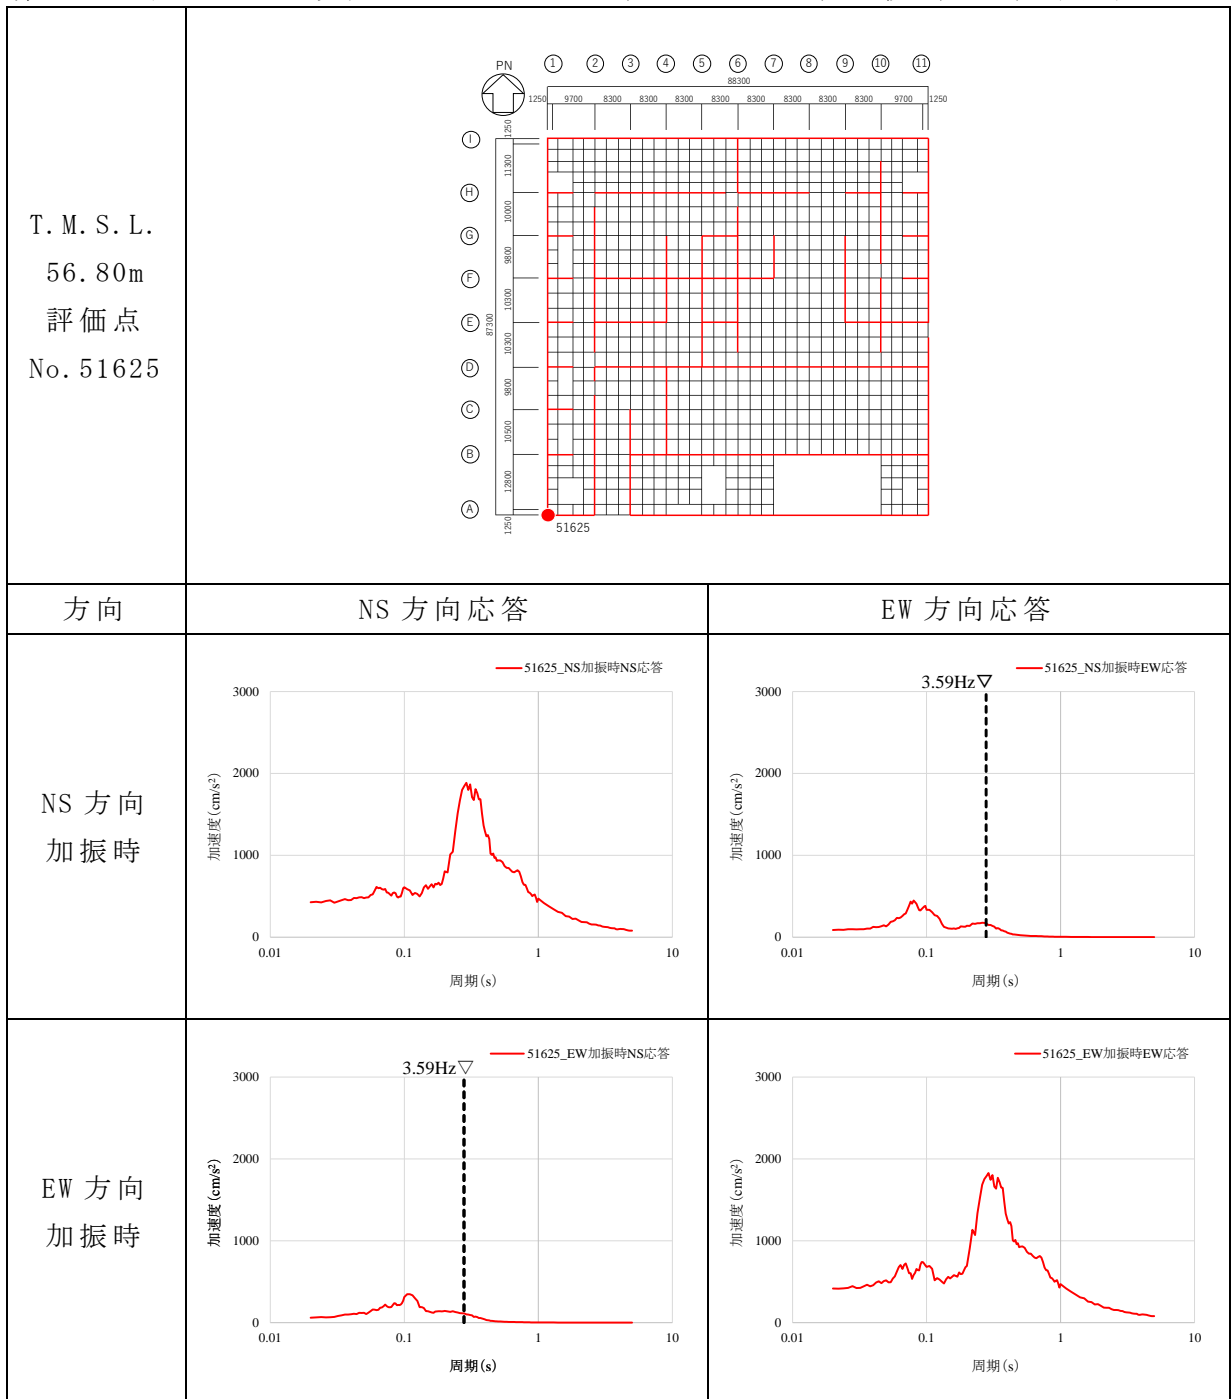 T.M.S.L.
56.80m
評価点
No.51625
PN
① ② ③ ④ ⑤ ⑥ ⑦ ⑧ ⑨ ⑩ ⑪
88300
1250 9700 8300 8300 8300 8300 8300 8300 8300 8300 9700 1250
I
H
G
F
E
D
C
B
A
1250
11300
10000
9800
10300
10300
9800
10500
12800
1250
87300
51625
方向
NS 方向応答
EW 方向応答
NS 方向
加振時
51625_NS加振時NS応答
3000
2000
1000
0
0.01 0.1 1 10
加速度(cm/s²)
周期(s)
51625_NS加振時EW応答
3.59Hz▽
3000
2000
1000
0
0.01 0.1 1 10
加速度(cm/s²)
周期(s)
EW 方向
加振時
51625_EW加振時NS応答
3.59Hz▽
3000
2000
1000
0
0.01 0.1 1 10
加速度(cm/s²)
周期(s)
51625_EW加振時EW応答
3000
2000
1000
0
0.01 0.1 1 10
加速度(cm/s²)
周期(s)